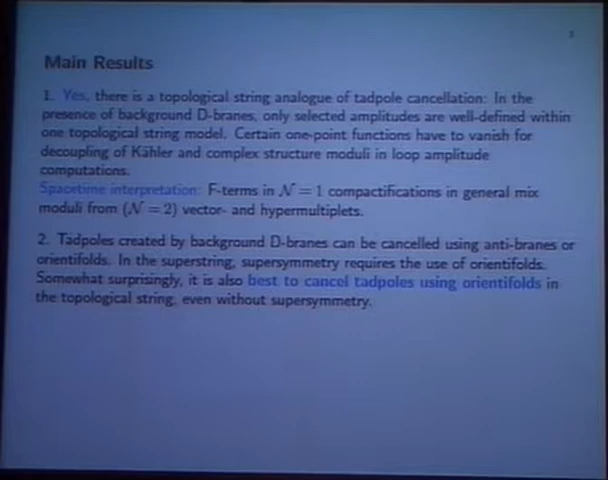 Main Results
1. Yes, there is a topological string analogue of tadpole cancellation: In the
presence of background D-branes, only selected amplitudes are well-defined within
one topological string model. Certain one-point functions have to vanish for
decoupling of Kähler and complex structure moduli in loop amplitude
computations.
Spacetime interpretation: F-terms in N = 1 compactifications in general mix
moduli from (N = 2) vector- and hypermultiplets.
2. Tadpoles created by background D-branes can be cancelled using anti-branes or
orientifolds. In the superstring, supersymmetry requires the use of orientifolds.
Somewhat surprisingly, it is also best to cancel tadpoles using orientifolds in
the topological string, even without supersymmetry.